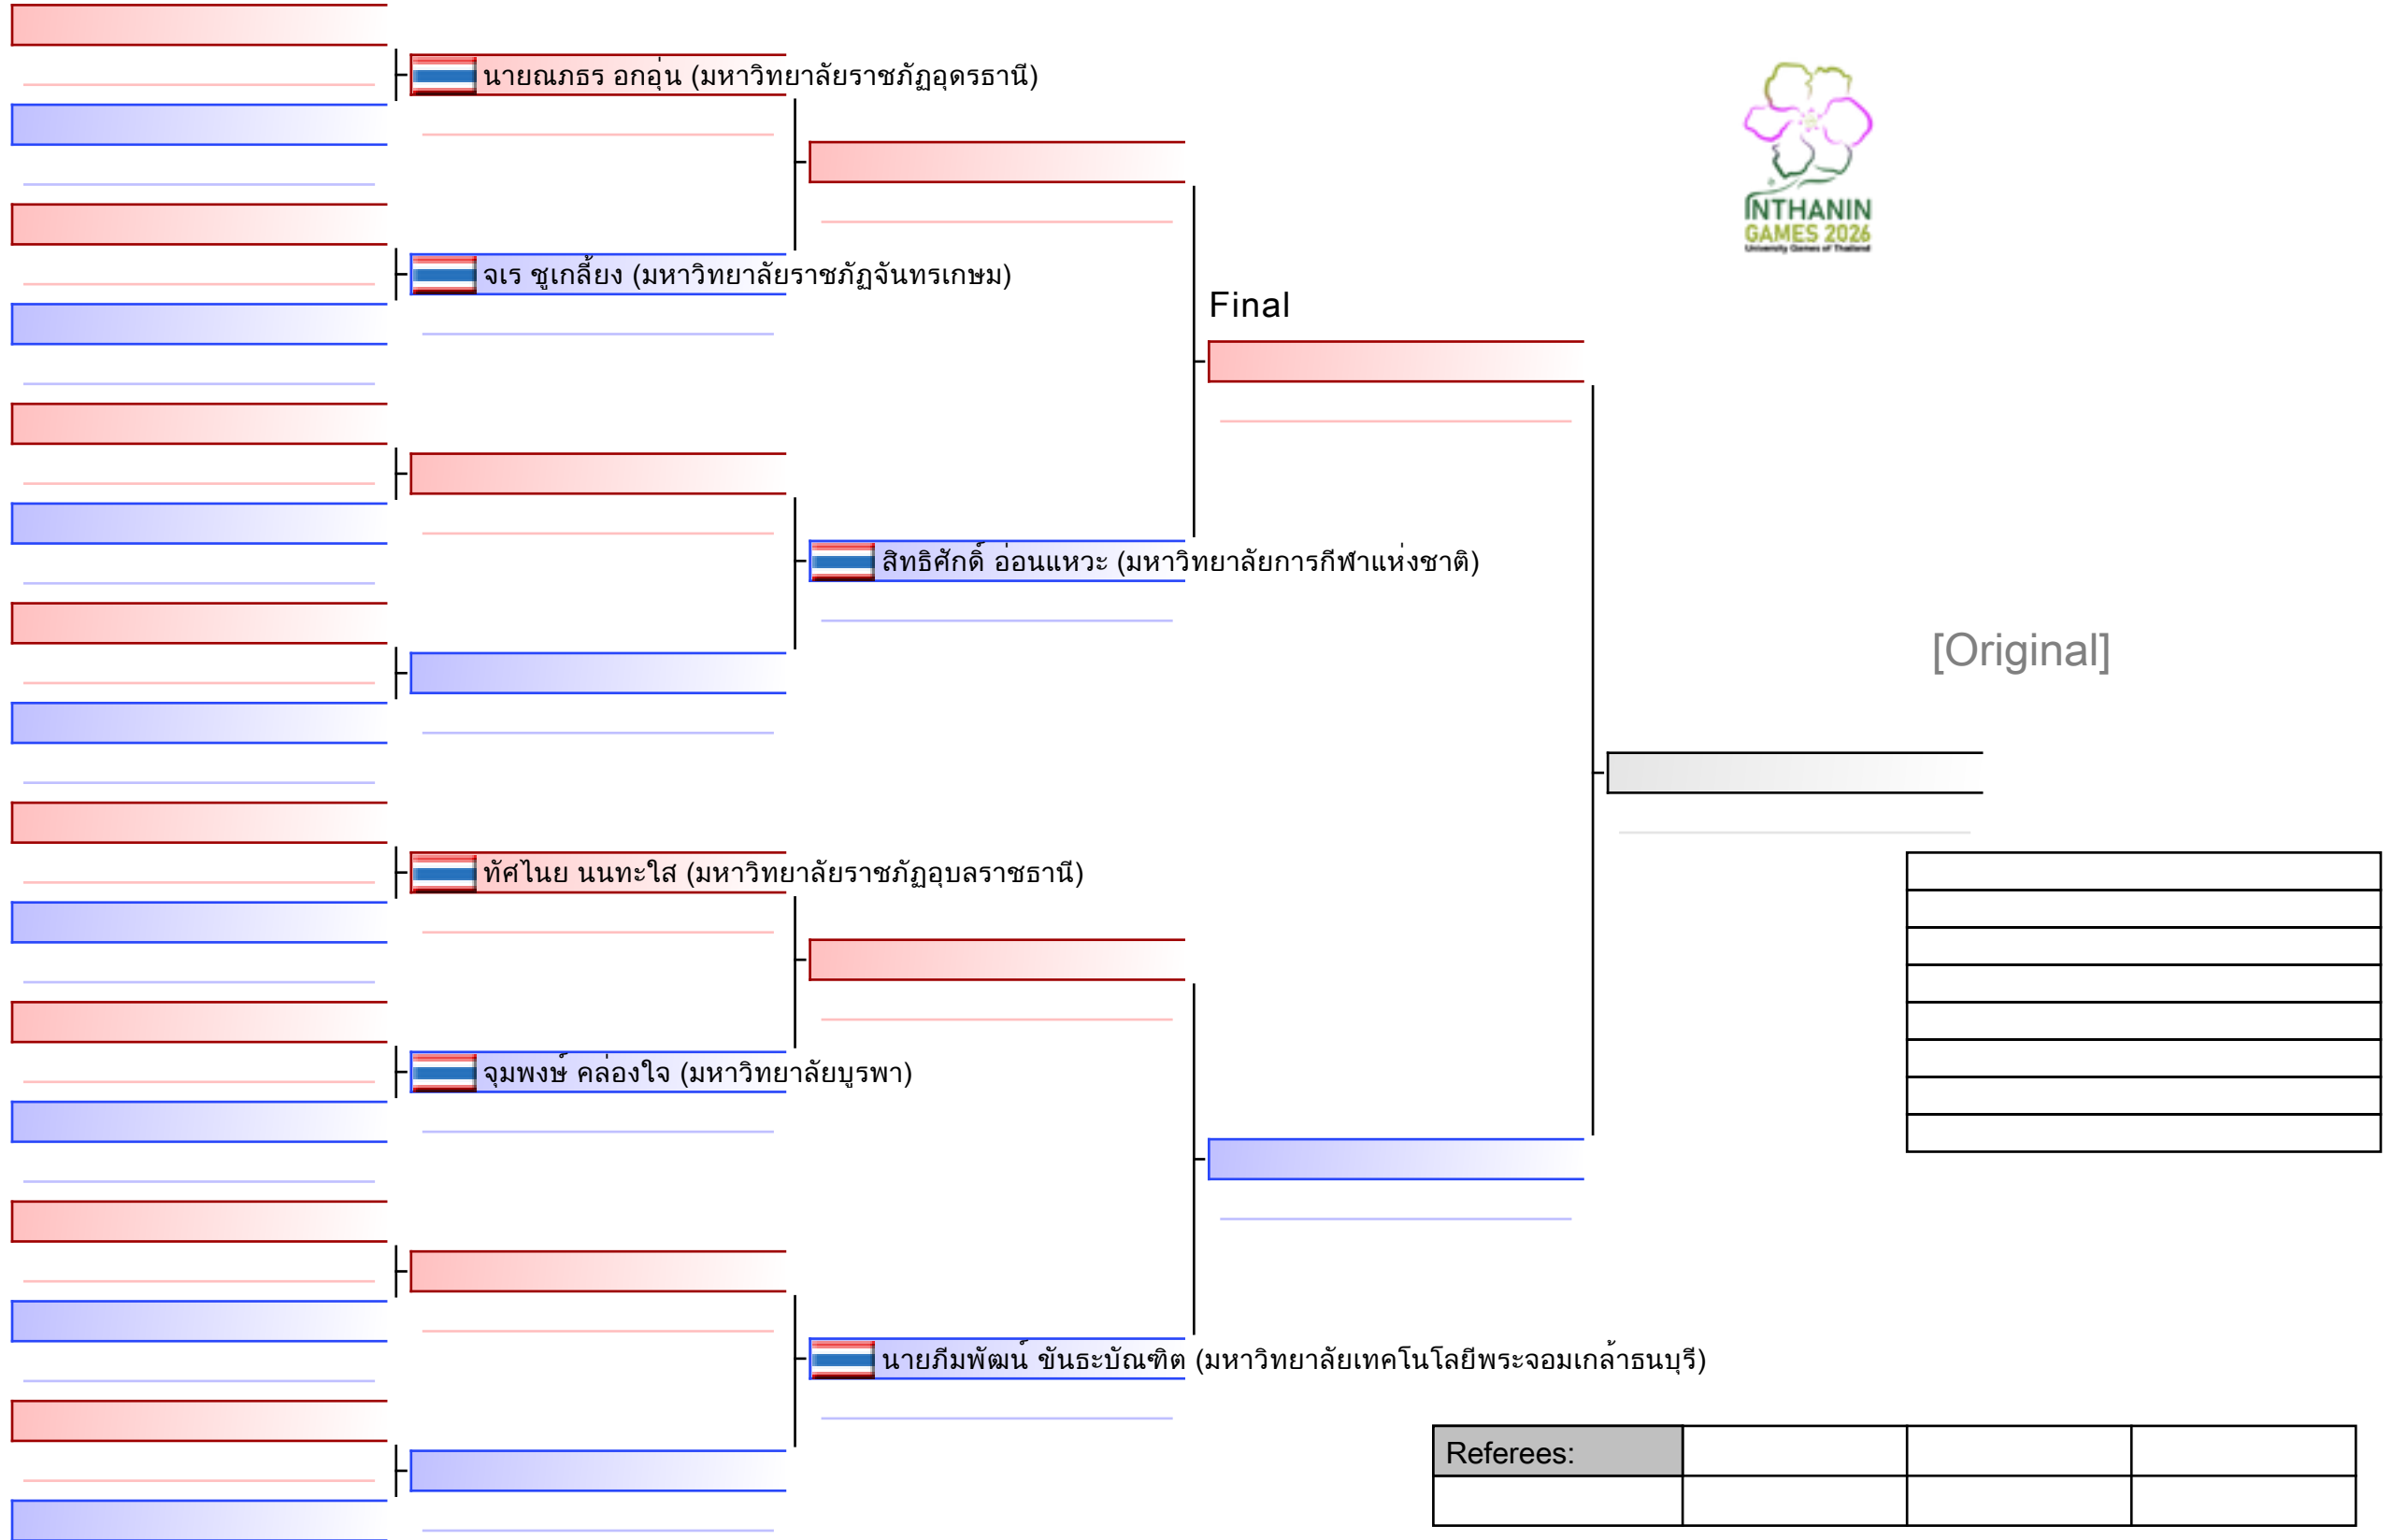 นายณภธร อกอุ่น (มหาวิทยาลัยราชภัฏอุดรธานี)
INTHANIN
GAMES 2026
University Games of Thailand
จเร ชูเกลี้ยง (มหาวิทยาลัยราชภัฏจันทรเกษม)
Final
สิทธิศักดิ์ อ่อนแหวะ (มหาวิทยาลัยการกีฬาแห่งชาติ)
[Original]
ทัศไนย นนทะใส (มหาวิทยาลัยราชภัฏอุบลราชธานี)
จุมพงษ์ คล่องใจ (มหาวิทยาลัยบูรพา)
นายภีมพัฒน์ ขันธะบัณฑิต (มหาวิทยาลัยเทคโนโลยีพระจอมเกล้าธนบุรี)
Referees: